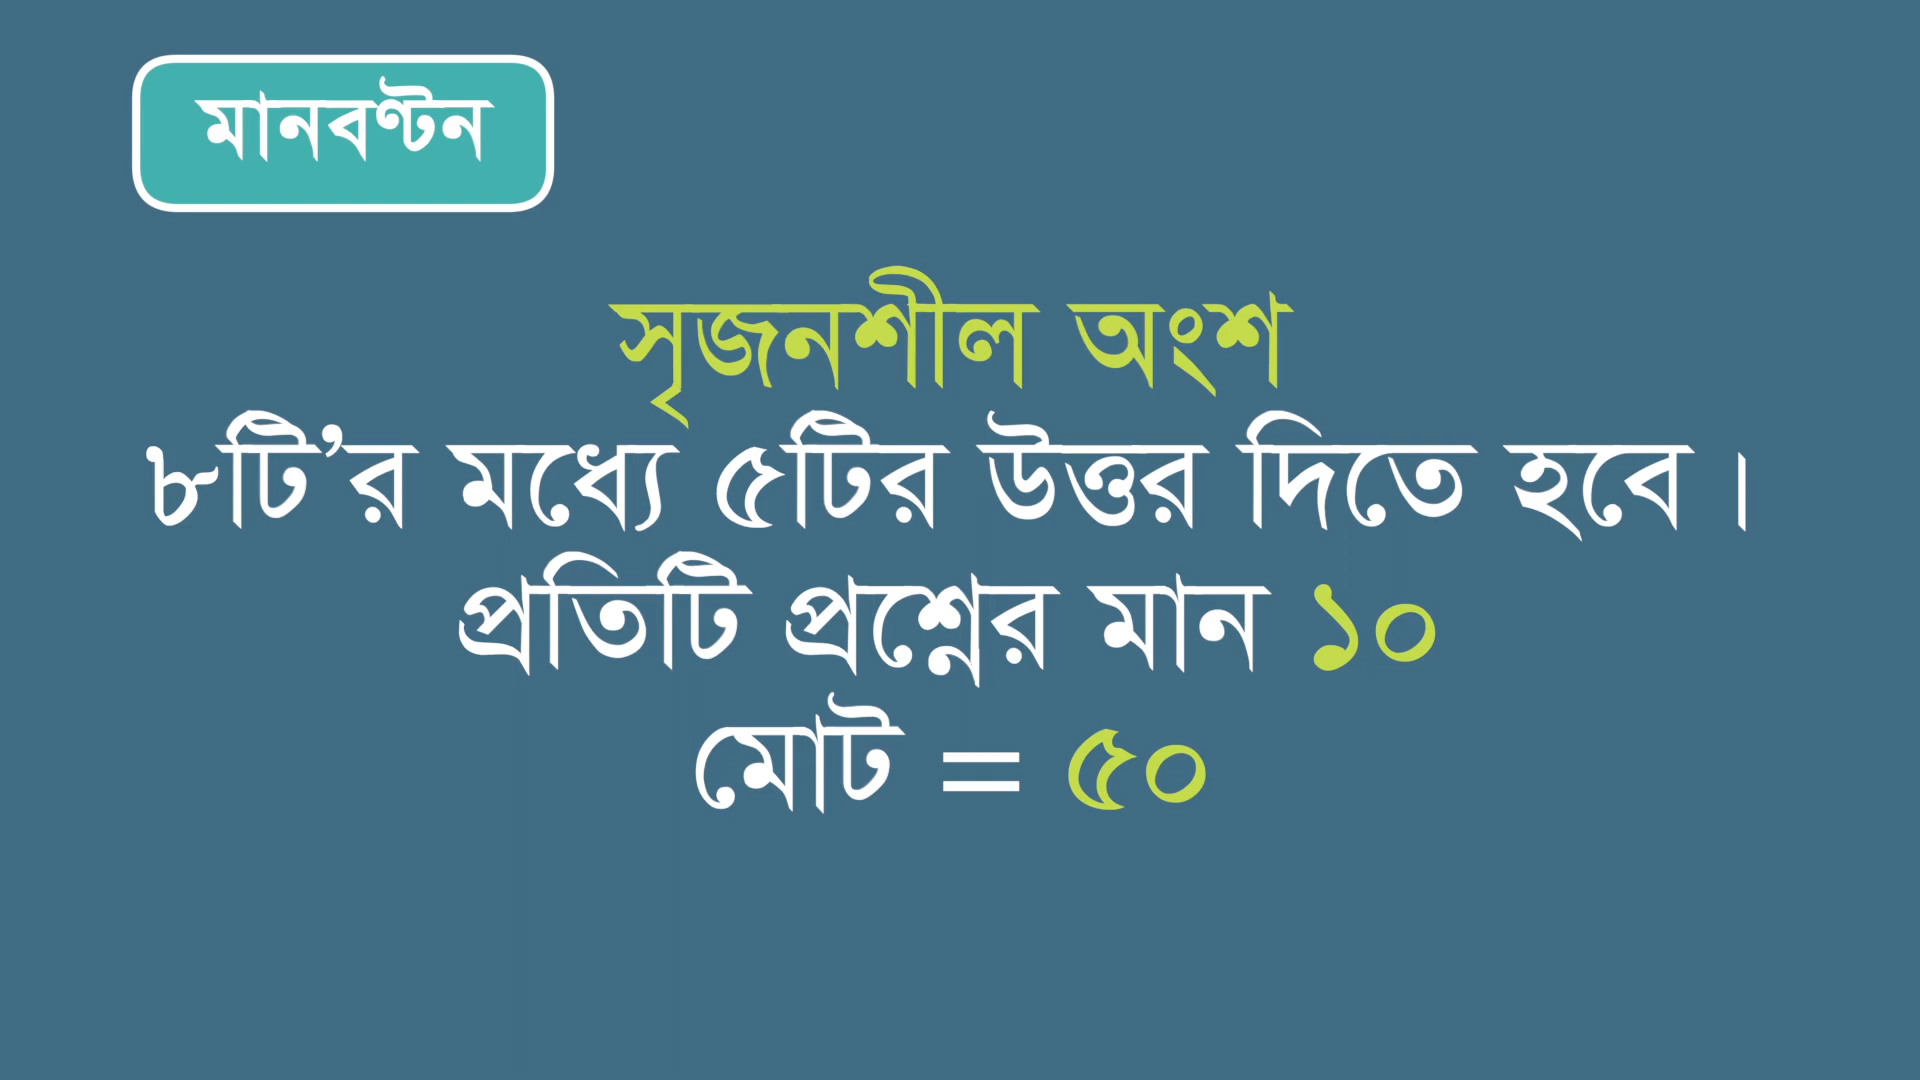 মানবণ্টন
সৃজনশীল অংশ
৮টি’র মধ্যে ৫টির উত্তর দিতে হবে।
প্রতিটি প্রশ্নের মান ১০
মোট = ৫০